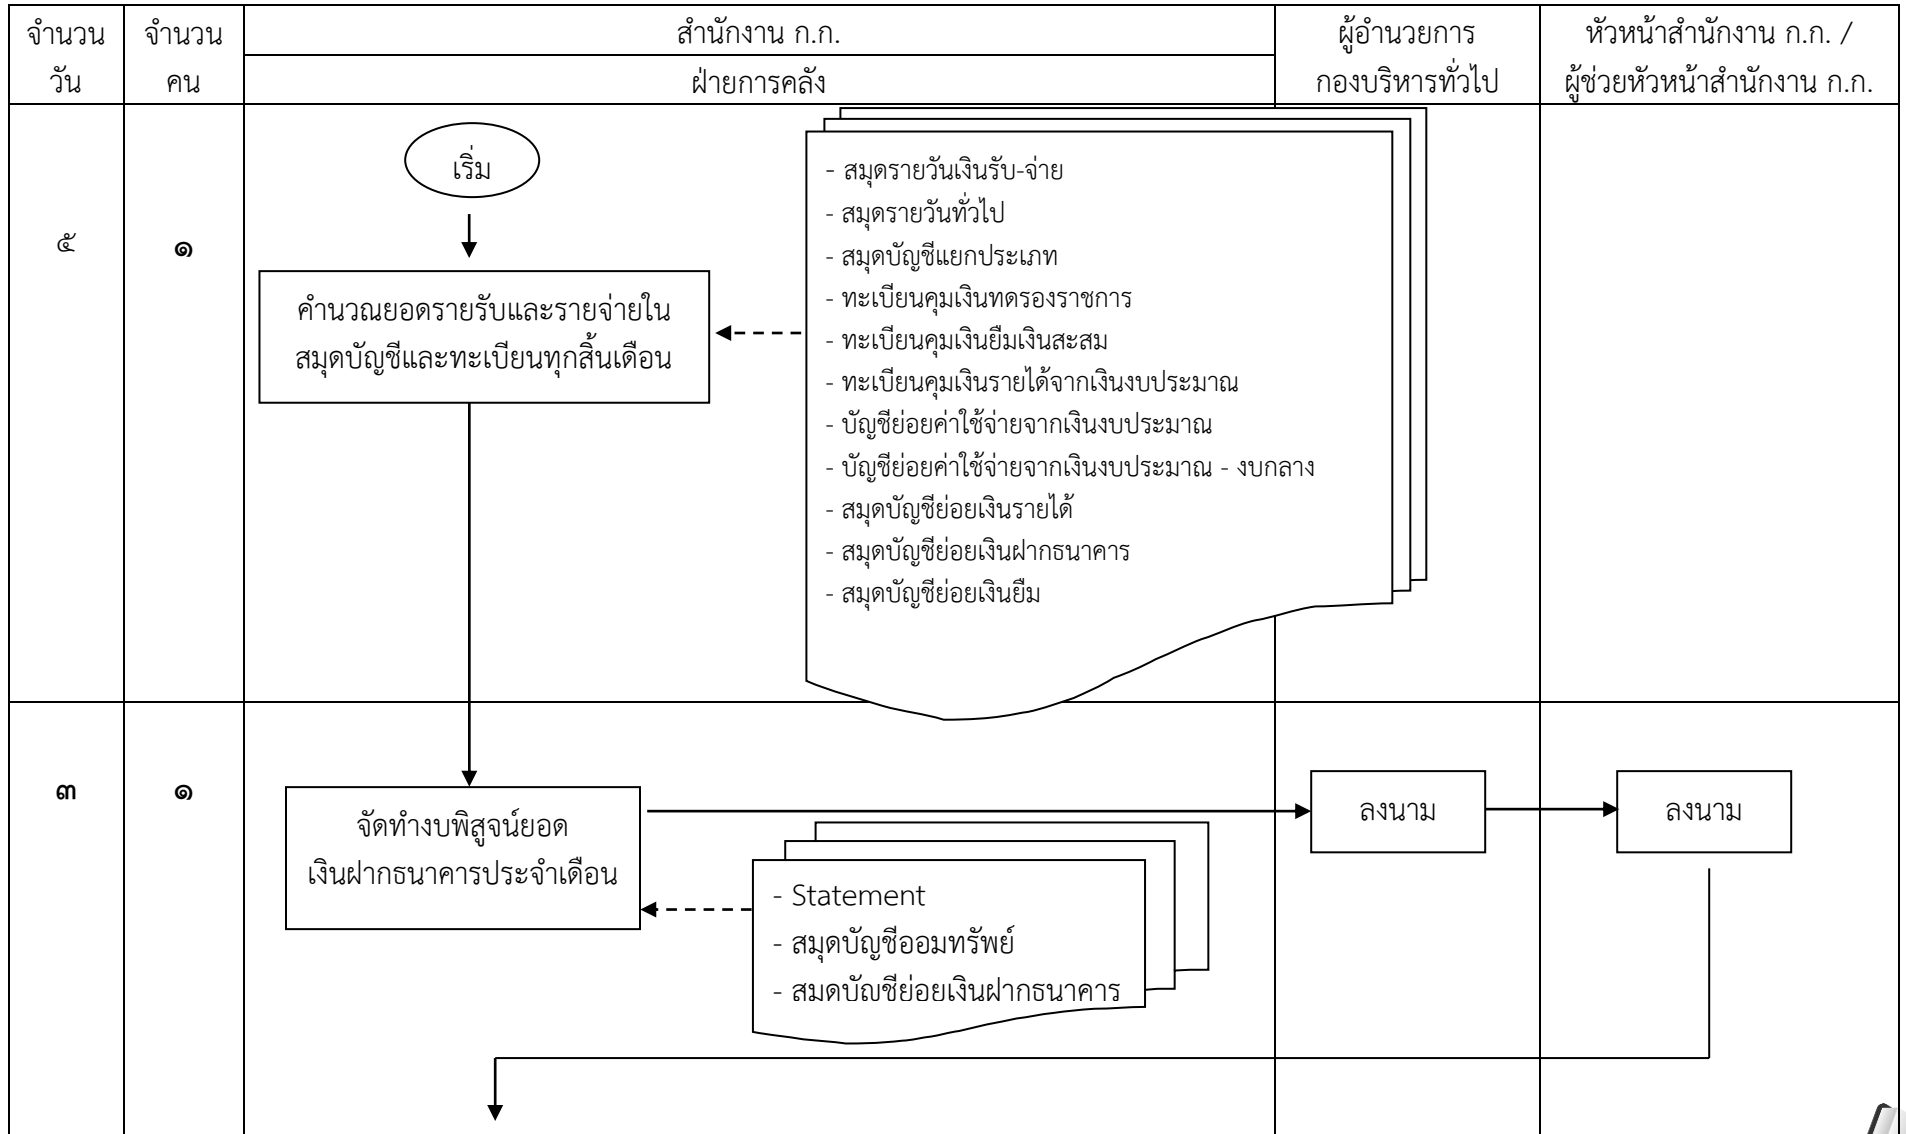 จำนวน
วัน
จำนวน
คน
สำนักงาน ก.ก.
ฝ่ายการคลัง
ผู้อำนวยการ
กองบริหารทั่วไป
หัวหน้าสำนักงาน ก.ก. /
ผู้ช่วยหัวหน้าสำนักงาน ก.ก.
๕
๑
เริ่ม
คำนวณยอดรายรับและรายจ่ายใน
สมุดบัญชีและทะเบียนทุกสิ้นเดือน
- สมุดรายวันเงินรับ-จ่าย
- สมุดรายวันทั่วไป
- สมุดบัญชีแยกประเภท
- ทะเบียนคุมเงินทดรองราชการ
- ทะเบียนคุมเงินยืมเงินสะสม
- ทะเบียนคุมเงินรายได้จากเงินงบประมาณ
- บัญชีย่อยค่าใช้จ่ายจากเงินงบประมาณ
- บัญชีย่อยค่าใช้จ่ายจากเงินงบประมาณ - งบกลาง
- สมุดบัญชีย่อยเงินรายได้
- สมุดบัญชีย่อยเงินฝากธนาคาร
- สมุดบัญชีย่อยเงินยืม
๓
๑
จัดทำงบพิสูจน์ยอด
เงินฝากธนาคารประจำเดือน
- Statement
- สมุดบัญชีออมทรัพย์
- สมุดบัญชีย่อยเงินฝากธนาคาร
ลงนาม
ลงนาม